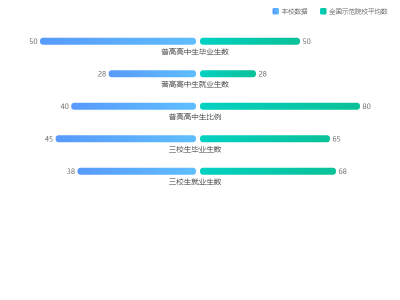 本校数据 全国示范院校平均数
50 50
普高高中生毕业生数
28 28
普高高中生就业生数
40 80
普高高中生比例
45 65
三校生毕业生数
38 68
三校生就业生数